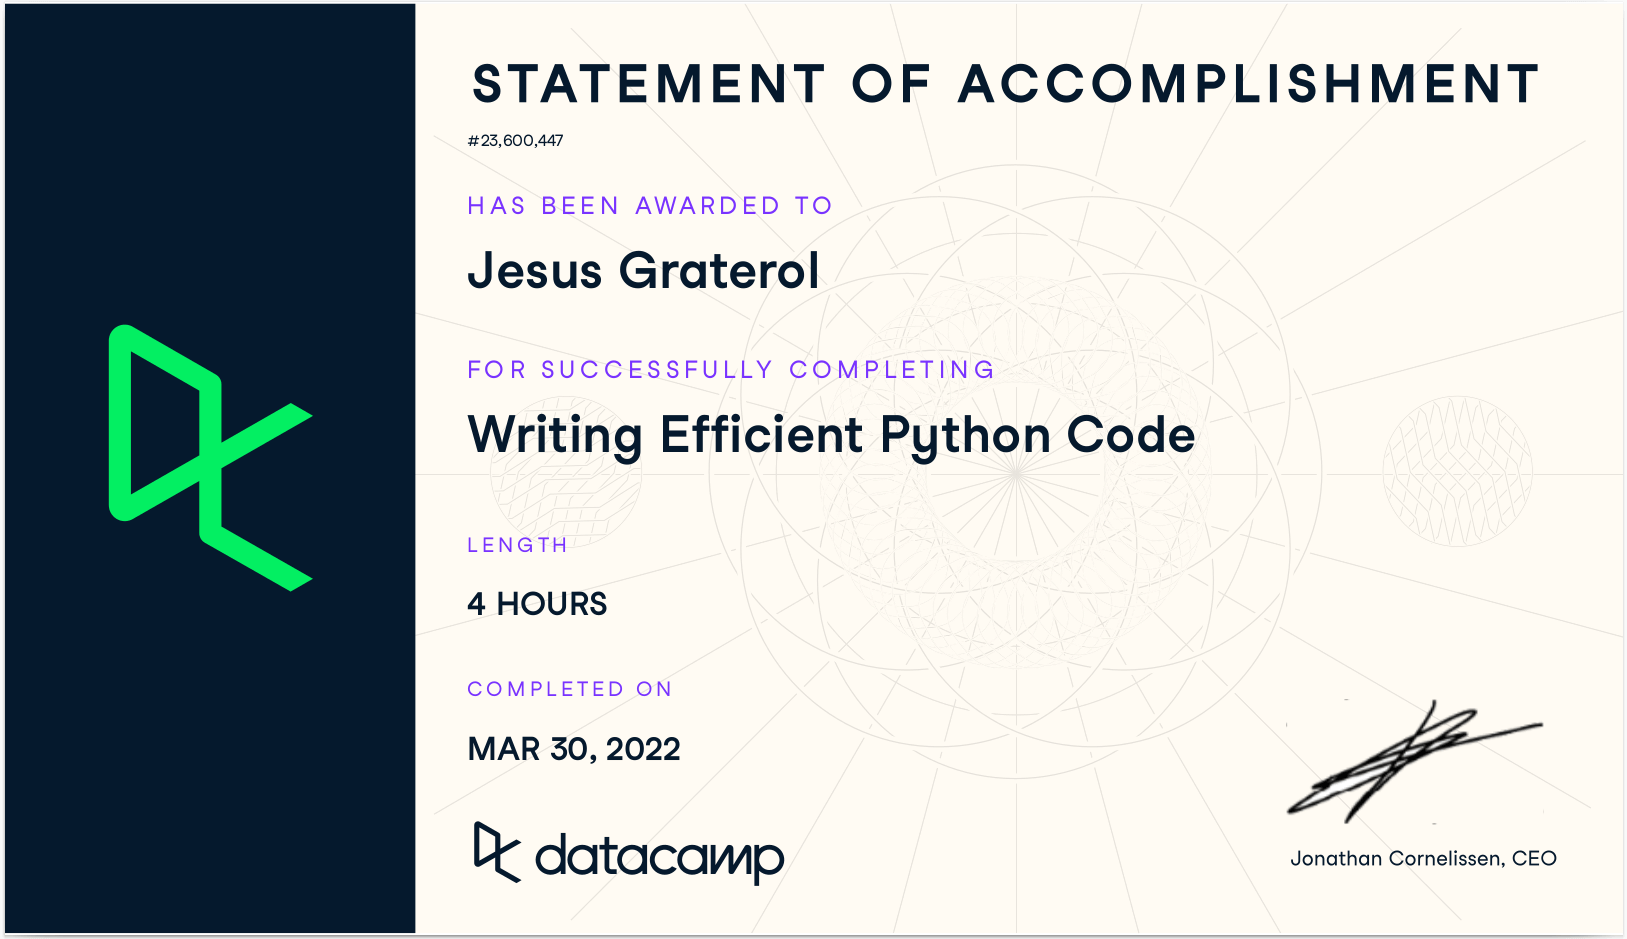 STATEMENT OF ACCOMPLISHMENT
#23,600,447
HAS BEEN AWARDED TO
Jesus Graterol
FOR SUCCESSFULLY COMPLETING
Writing Efficient Python Code
LENGTH
4 HOURS
COMPLETED ON
MAR 30, 2022
datacamp
Jonathan Cornelissen, CEO